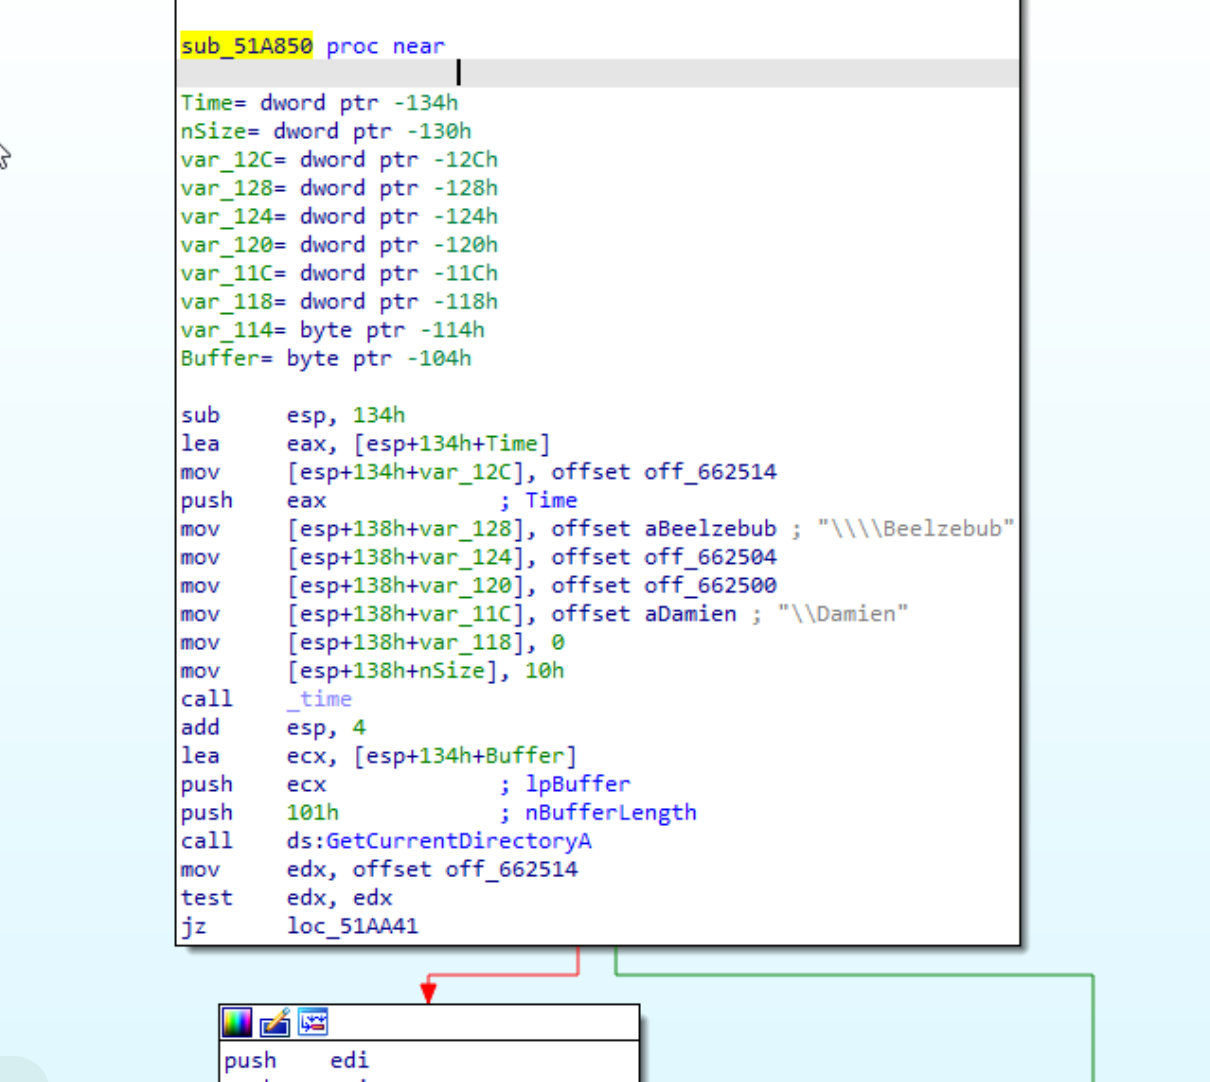 sub_51A850 proc near
Time= dword ptr -134h
nSize= dword ptr -130h
var_12C= dword ptr -12Ch
var_128= dword ptr -128h
var_124= dword ptr -124h
var_120= dword ptr -120h
var_11C= dword ptr -11Ch
var_118= dword ptr -118h
var_114= byte ptr -114h
Buffer= byte ptr -104h
sub esp, 134h
lea eax, [esp+134h+Time]
mov [esp+134h+var_12C], offset off_662514
push eax ; Time
mov [esp+138h+var_128], offset aBeelzebub ; "\\\\Beelzebub"
mov [esp+138h+var_124], offset off_662504
mov [esp+138h+var_120], offset off_662500
mov [esp+138h+var_11C], offset aDamien ; "\\Damien"
mov [esp+138h+var_118], 0
mov [esp+138h+nSize], 10h
call _time
add esp, 4
lea ecx, [esp+134h+Buffer]
push ecx ; lpBuffer
push 101h ; nBufferLength
call ds:GetCurrentDirectoryA
mov edx, offset off_662514
test edx, edx
jz loc_51AA41
push edi